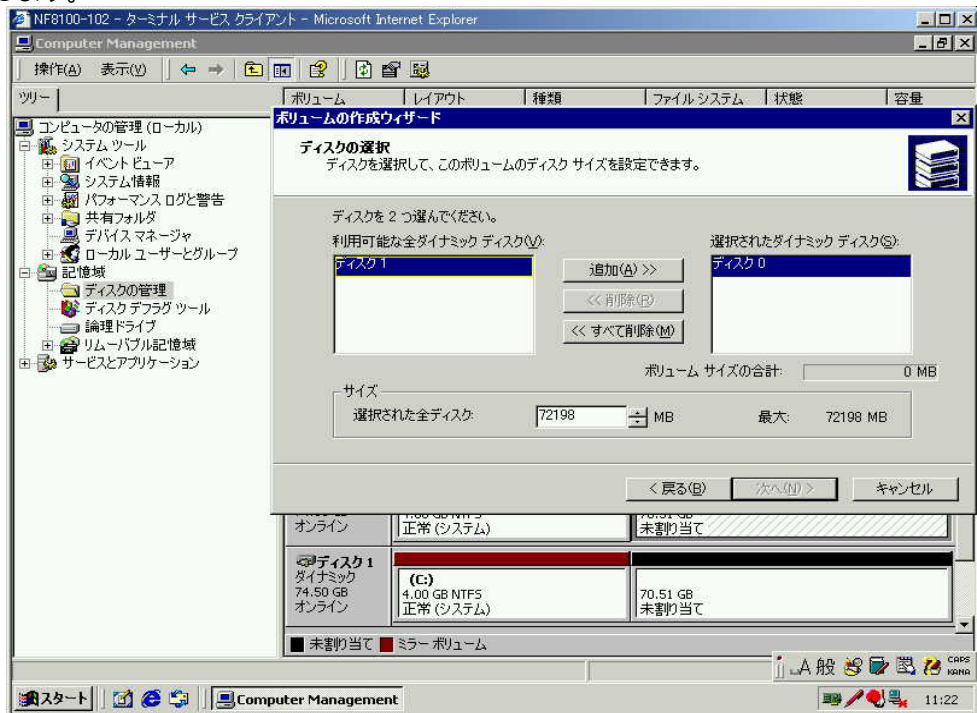 NF8100-102 - ターミナル サービス クライアント - Microsoft Internet Explorer
Computer Management
操作(A) 表示(V)
ツリー
ボリューム レイアウト 種類 ファイル システム 状態 容量
コンピュータの管理 (ローカル)
システム ツール
イベント ビューア
システム情報
パフォーマンス ログと警告
共有フォルダ
デバイス マネージャ
ローカル ユーザーとグループ
記憶域
ディスクの管理
ディスク デフラグ ツール
論理ドライブ
リムーバブル記憶域
サービスとアプリケーション
ボリュームの作成ウィザード
ディスクの選択
ディスクを選択して、このボリュームのディスク サイズを設定できます。
ディスクを 2 つ選んでください。
利用可能な全ダイナミック ディスク(V):
選択されたダイナミック ディスク(S):
ディスク 1
追加(A) >>
<< 削除(R)
<< すべて削除(M)
ディスク 0
ボリューム サイズの合計: 0 MB
サイズ
選択された全ディスク: 72198 MB 最大: 72198 MB
< 戻る(B) 次へ(N) > キャンセル
オンライン 正常 (システム) 未割り当て
ディスク 1
ダイナミック (C:)
74.50 GB 4.00 GB NTFS 70.51 GB
オンライン 正常 (システム) 未割り当て
未割り当て ミラー ボリューム
A 般 CAPS
KANA
スタート Computer Management 11:22